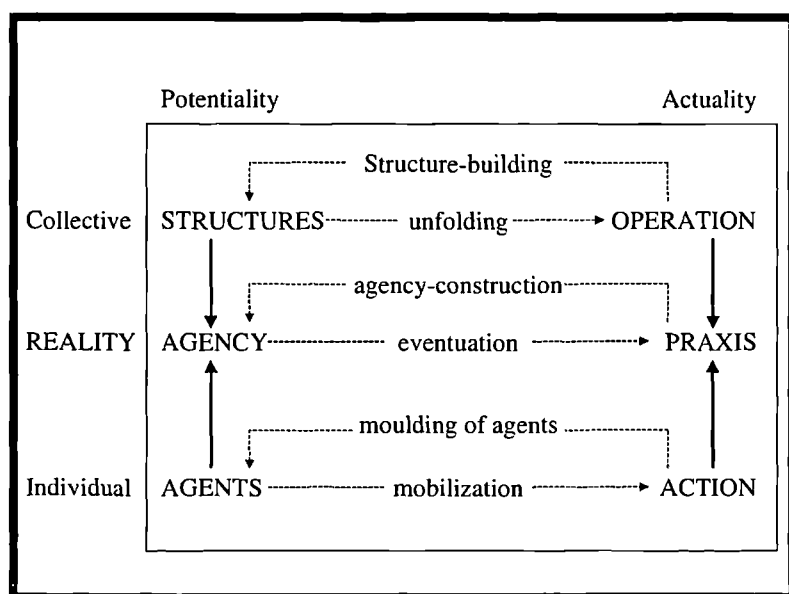 Potentiality Actuality
Structure-building
Collective STRUCTURES unfolding OPERATION
agency-construction
REALITY AGENCY eventuation PRAXIS
moulding of agents
Individual AGENTS mobilization ACTION